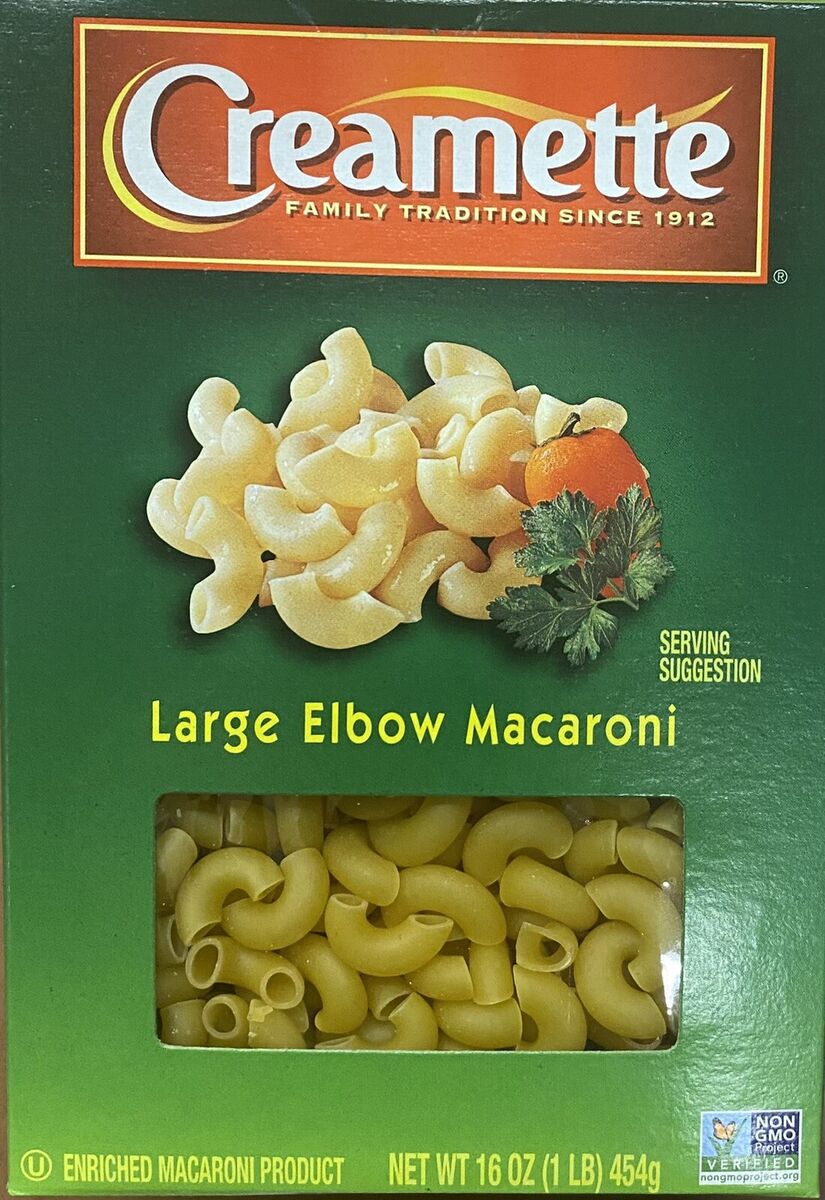 Creamette
FAMILY TRADITION SINCE 1912
®
SERVING
SUGGESTION
Large Elbow Macaroni
U ENRICHED MACARONI PRODUCT NET WT 16 OZ (1 LB) 454g
NON
GMO
Project
VERIFIED
nongmoproject.org